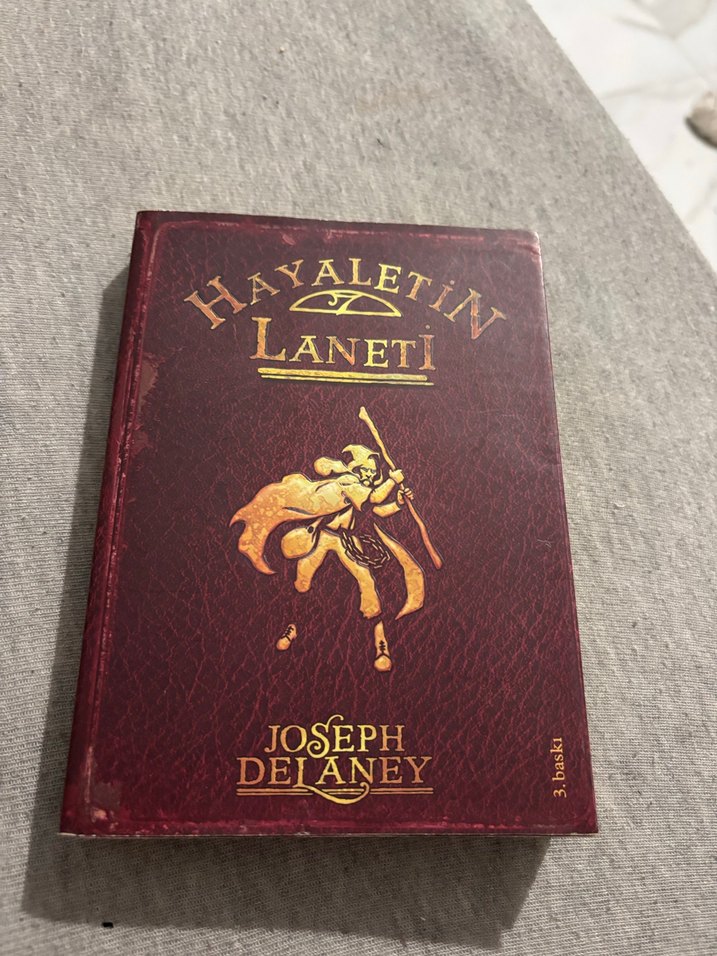 HAYALETİN
LANETİ
JOSEPH
DELANEY
3. baskı